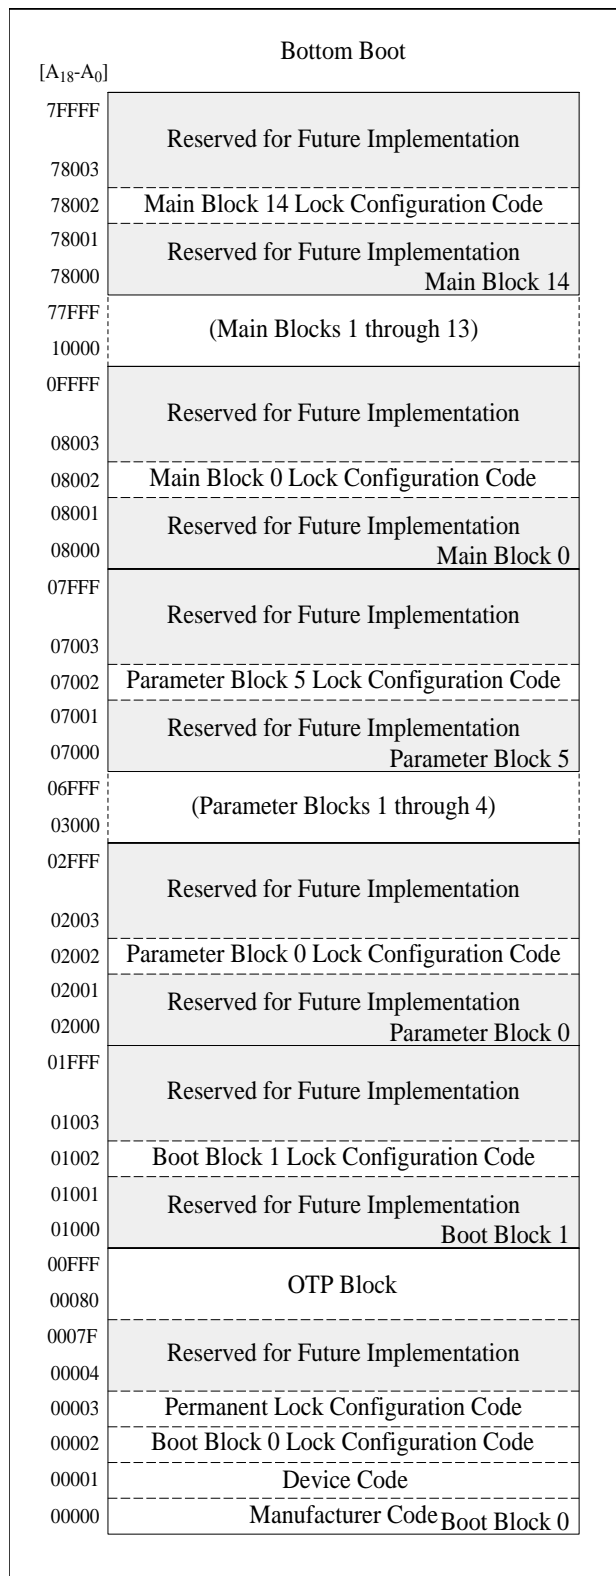 Bottom Boot
[A18-A0]
7FFFF
Reserved for Future Implementation
78003
78002 Main Block 14 Lock Configuration Code
78001
Reserved for Future Implementation
78000 Main Block 14
77FFF
(Main Blocks 1 through 13)
10000
0FFFF
Reserved for Future Implementation
08003
08002 Main Block 0 Lock Configuration Code
08001
Reserved for Future Implementation
08000 Main Block 0
07FFF
Reserved for Future Implementation
07003
07002 Parameter Block 5 Lock Configuration Code
07001
Reserved for Future Implementation
07000 Parameter Block 5
06FFF
(Parameter Blocks 1 through 4)
03000
02FFF
Reserved for Future Implementation
02003
02002 Parameter Block 0 Lock Configuration Code
02001
Reserved for Future Implementation
02000 Parameter Block 0
01FFF
Reserved for Future Implementation
01003
01002 Boot Block 1 Lock Configuration Code
01001
Reserved for Future Implementation
01000 Boot Block 1
00FFF
OTP Block
00080
0007F
Reserved for Future Implementation
00004
00003 Permanent Lock Configuration Code
00002 Boot Block 0 Lock Configuration Code
00001 Device Code
00000 Manufacturer Code Boot Block 0